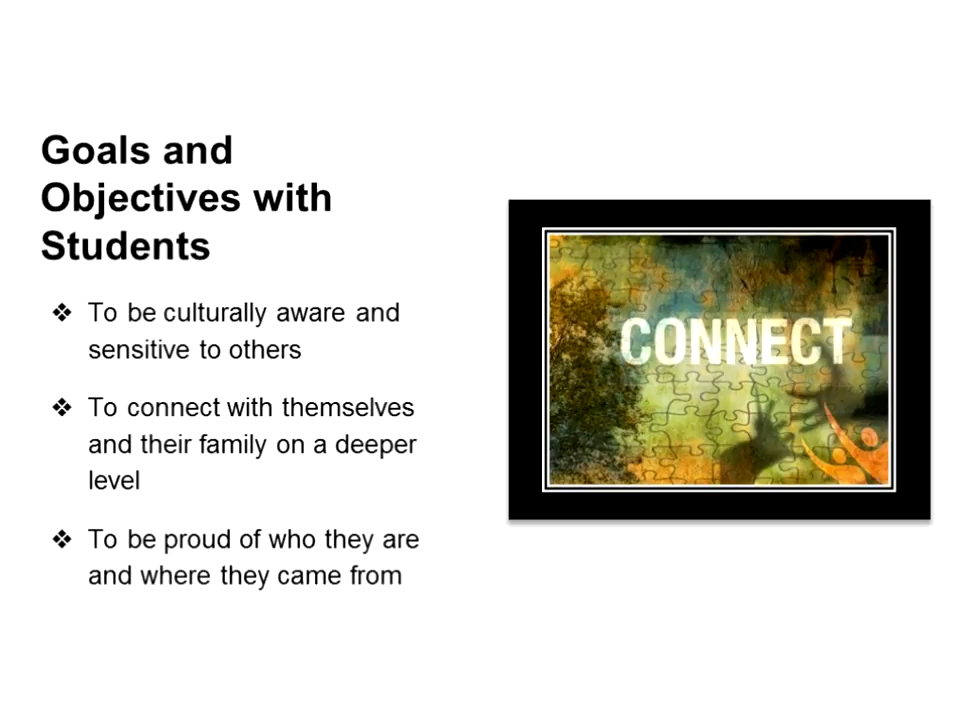 Goals and
Objectives with
Students
❖ To be culturally aware and
sensitive to others
❖ To connect with themselves
and their family on a deeper
level
❖ To be proud of who they are
and where they came from
CONNECT